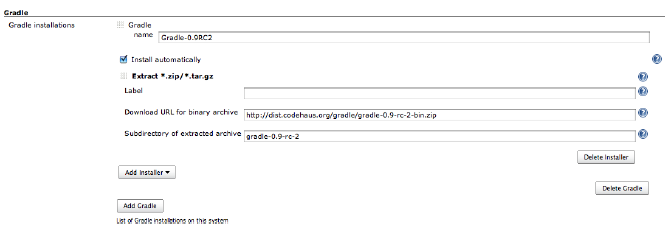 Gradle
Gradle installations
Gradle
name
Gradle-0.9RC2
Install automatically
Extract *.zip/*.tar.gz
Label
Download URL for binary archive
http://dist.codehaus.org/gradle/gradle-0.9-rc-2-bin.zip
Subdirectory of extracted archive
gradle-0.9-rc-2
Delete Installer
Add Installer
Delete Gradle
Add Gradle
List of Gradle installations on this system